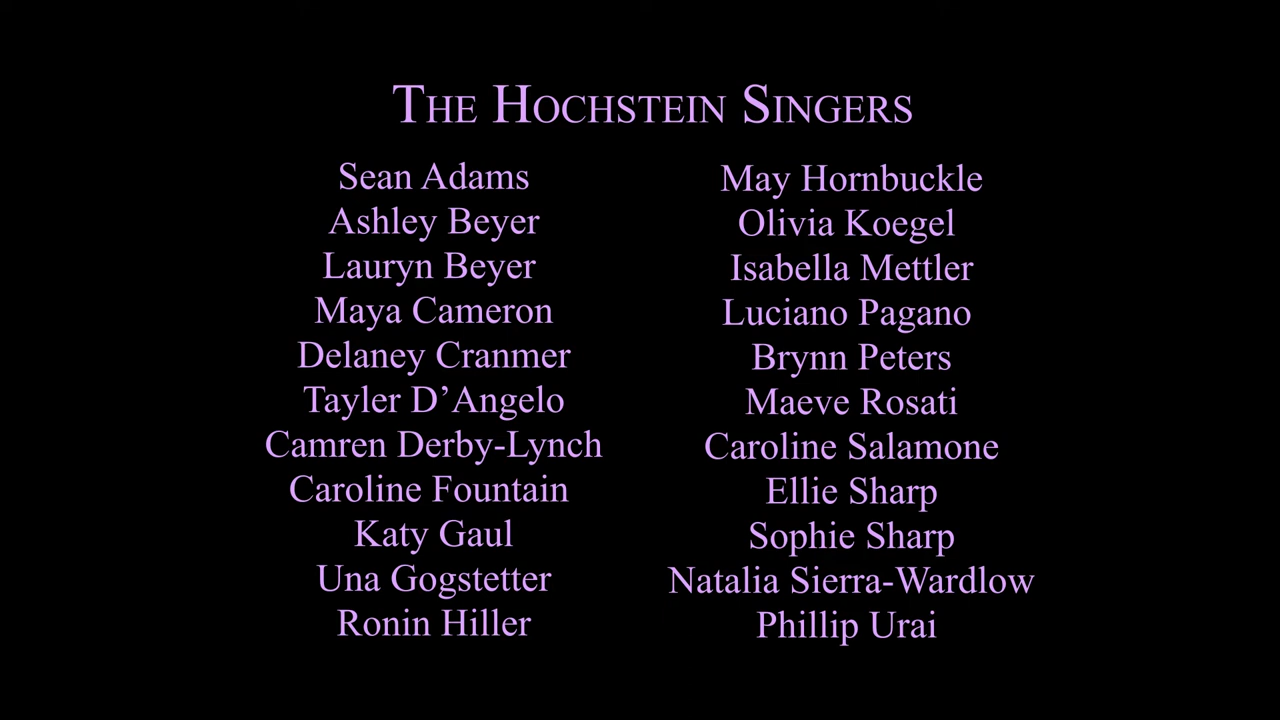 The Hochstein Singers
Sean Adams
Ashley Beyer
Lauryn Beyer
Maya Cameron
Delaney Cranmer
Tayler D’Angelo
Camren Derby-Lynch
Caroline Fountain
Katy Gaul
Una Gogstetter
Ronin Hiller
May Hornbuckle
Olivia Koegel
Isabella Mettler
Luciano Pagano
Brynn Peters
Maeve Rosati
Caroline Salamone
Ellie Sharp
Sophie Sharp
Natalia Sierra-Wardlow
Phillip Urai